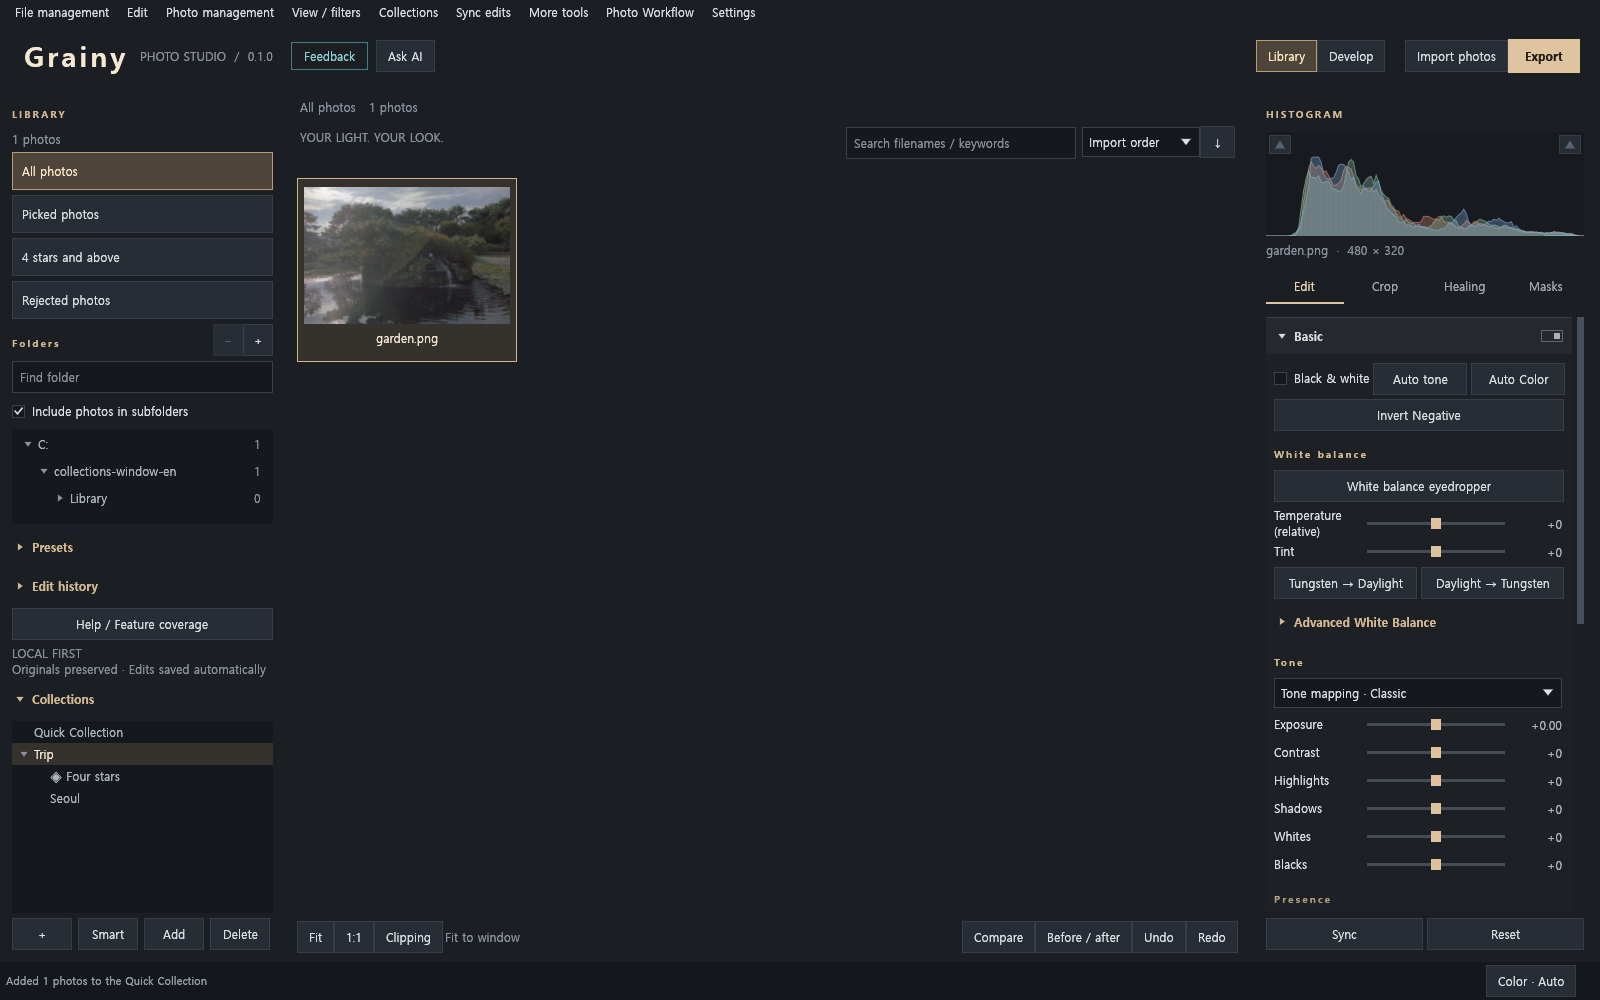 File management Edit Photo management View / filters Collections Sync edits More tools Photo Workflow Settings
Grainy PHOTO STUDIO / 0.1.0 Feedback Ask AI Library Develop Import photos Export
LIBRARY
1 photos
All photos
Picked photos
4 stars and above
Rejected photos
Folders − +
Find folder
Include photos in subfolders
C: 1
collections-window-en 1
Library 0
Presets
Edit history
Help / Feature coverage
LOCAL FIRST
Originals preserved · Edits saved automatically
Collections
Quick Collection
Trip
◈ Four stars
Seoul
+ Smart Add Delete
All photos 1 photos
YOUR LIGHT. YOUR LOOK.
Search filenames / keywords Import order ↓
garden.png
Fit 1:1 Clipping Fit to window Compare Before / after Undo Redo
HISTOGRAM
garden.png · 480 × 320
Edit Crop Healing Masks
Basic
Black & white Auto tone Auto Color
Invert Negative
White balance
White balance eyedropper
Temperature
(relative) +0
Tint +0
Tungsten → Daylight Daylight → Tungsten
Advanced White Balance
Tone
Tone mapping · Classic
Exposure +0.00
Contrast +0
Highlights +0
Shadows +0
Whites +0
Blacks +0
Presence
Sync Reset
Added 1 photos to the Quick Collection Color · Auto